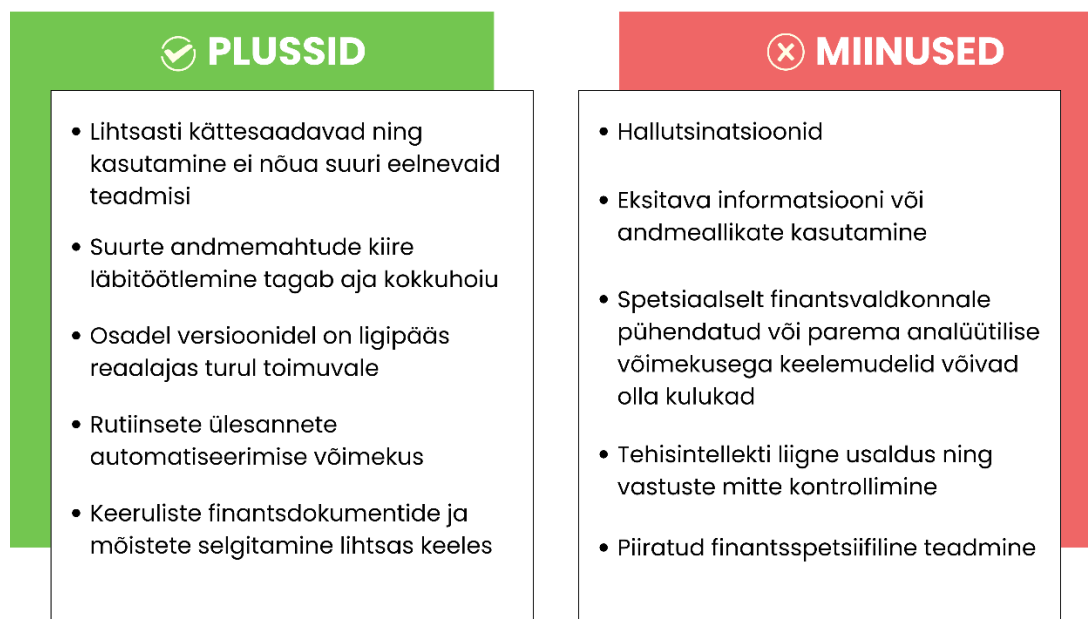 PLUSSID
• Lihtsasti kättesaadavad ning
kasutamine ei nõua suuri eelnevaid
teadmisi
• Suurte andmemahtude kiire
läbitöötlemine tagab aja kokkuhoiu
• Osadel versioonidel on ligipääs
reaalajas turul toimuvale
• Rutiinsete ülesannete
automatiseerimise võimekus
• Keeruliste finantsdokumentide ja
mõistete selgitamine lihtsas keeles
MIINUSED
• Hallutsinatsioonid
• Eksitava informatsiooni või
andmeallikate kasutamine
• Spetsiaalselt finantsvaldkonnale
pühendatud või parema analüütilise
võimekusega keelemudelid võivad
olla kulukad
• Tehisintellekti liigne usaldus ning
vastuste mitte kontrollimine
• Piiratud finantsspetsiifiline teadmine